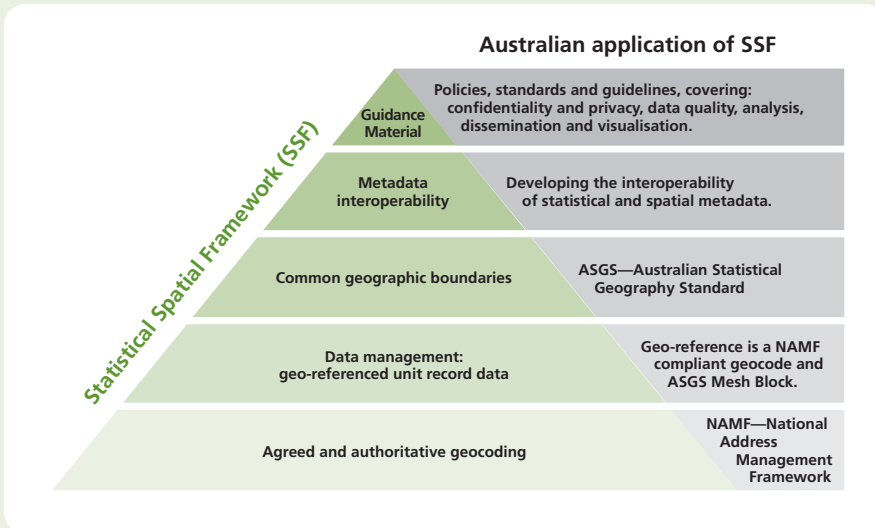 Australian application of SSF
Statistical Spatial Framework (SSF)
Guidance
Material
Policies, standards and guidelines, covering:
confidentiality and privacy, data quality, analysis,
dissemination and visualisation.
Metadata
interoperability
Developing the interoperability
of statistical and spatial metadata.
Common geographic boundaries
ASGS—Australian Statistical
Geography Standard
Data management:
geo-referenced unit record data
Geo-reference is a NAMF
compliant geocode and
ASGS Mesh Block.
Agreed and authoritative geocoding
NAMF—National
Address
Management
Framework